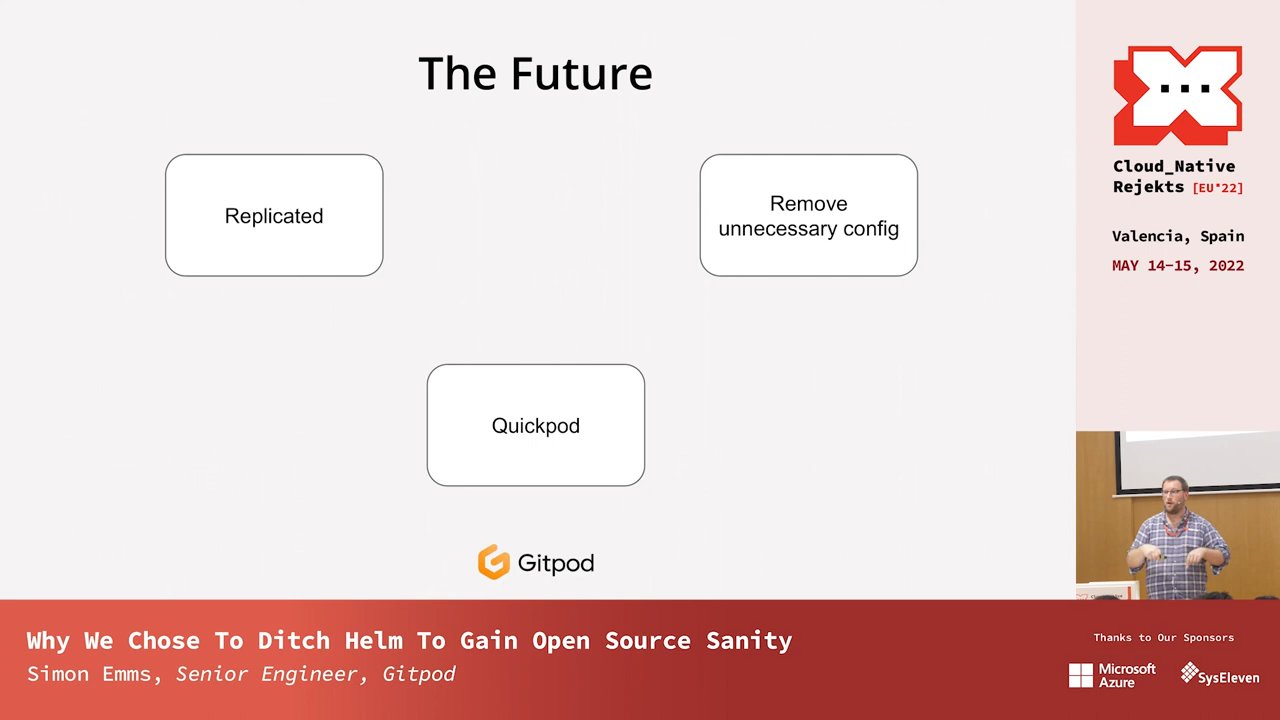 The Future
Replicated
Remove
unnecessary config
Quickpod
Gitpod
Cloud_Native
Rejekts [EU'22]
Valencia, Spain
MAY 14-15, 2022
Why We Chose To Ditch Helm To Gain Open Source Sanity
Simon Emms, Senior Engineer, Gitpod
Thanks to Our Sponsors
Microsoft
Azure
SysEleven